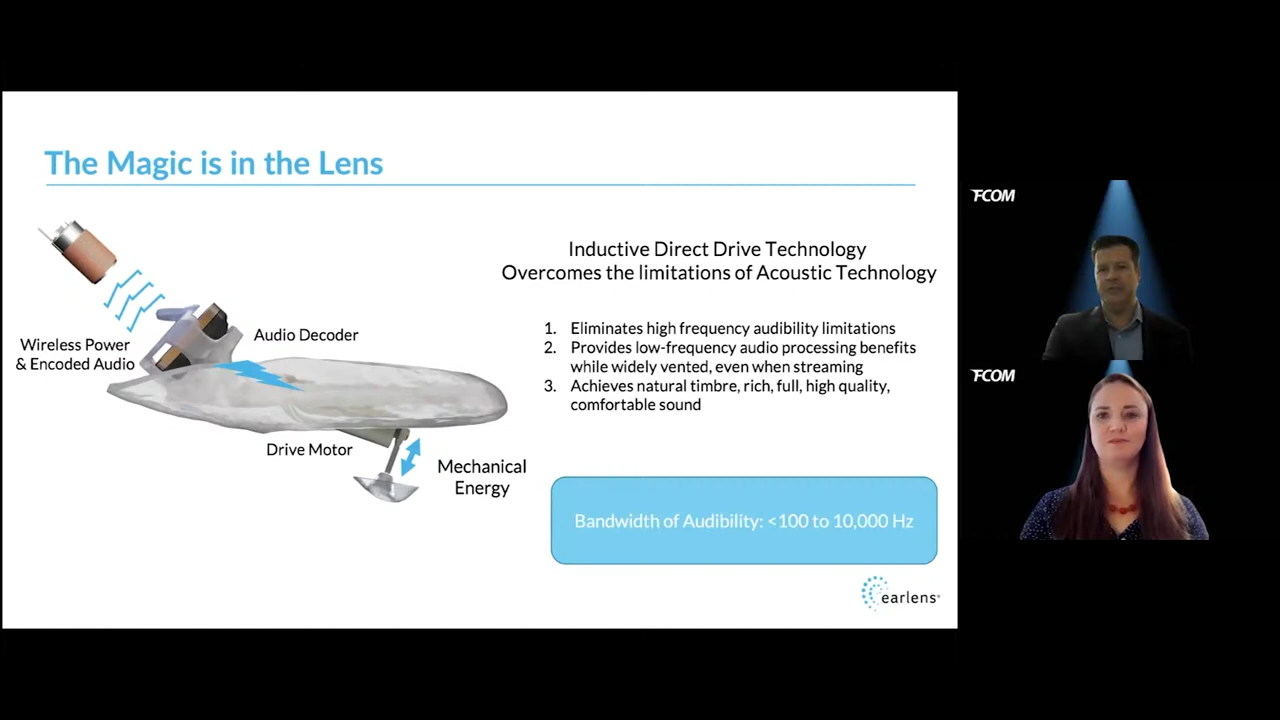 The Magic is in the Lens
Inductive Direct Drive Technology
Overcomes the limitations of Acoustic Technology
Wireless Power
& Encoded Audio
Audio Decoder
Drive Motor
Mechanical
Energy
1. Eliminates high frequency audibility limitations
2. Provides low-frequency audio processing benefits
while widely vented, even when streaming
3. Achieves natural timbre, rich, full, high quality,
comfortable sound
Bandwidth of Audibility: <100 to 10,000 Hz
earlens
FCOM
FCOM